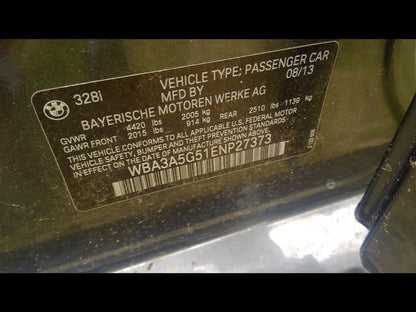 328i
VEHICLE TYPE: PASSENGER CAR
MFD BY 08/13
BAYERISCHE MOTOREN WERKE AG
GVWR 4420 lbs 2005 kg
GAWR FRONT 2015 lbs 914 kg GAWR REAR 2510 lbs 1139 kg
THIS VEHICLE CONFORMS TO ALL APPLICABLE U.S. FEDERAL MOTOR
VEHICLE SAFETY, BUMPER AND THEFT PREVENTION STANDARDS IN
EFFECT ON THE DATE OF MANUFACTURE SHOWN ABOVE.
WBA3A5G51ENP27373